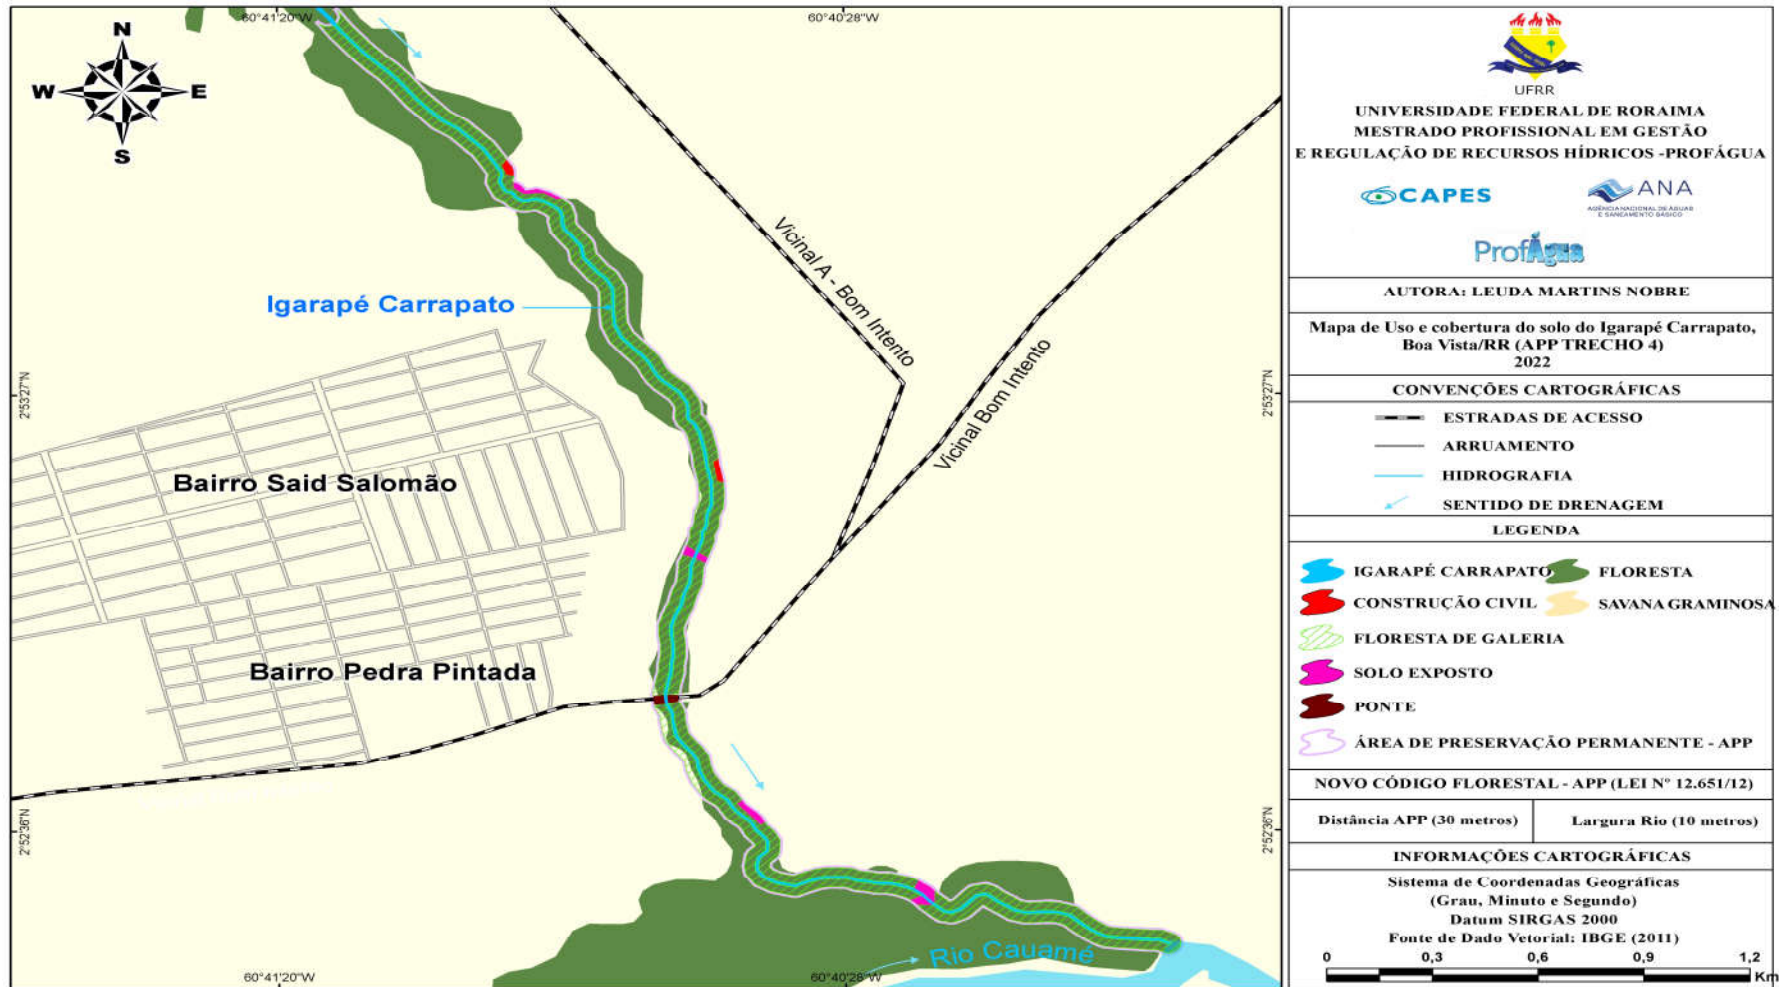 60°41'20"W
60°40'28"W
N
W
E
S
Vicinal A - Bom Intento
Igarapé Carrapato
Vicinal Bom Intento
2°53'27"N
2°53'27"N
Bairro Said Salomão
Bairro Pedra Pintada
2°52'36"N
2°52'36"N
Rio Cauamé
60°41'20"W
60°40'28"W
UFRR
UNIVERSIDADE FEDERAL DE RORAIMA
MESTRADO PROFISSIONAL EM GESTÃO
E REGULAÇÃO DE RECURSOS HÍDRICOS -PROFÁGUA
CAPES
ANA
AGÊNCIA NACIONAL DE ÁGUAS
E SANEAMENTO BÁSICO
ProfÁgua
AUTORA: LEUDA MARTINS NOBRE
Mapa de Uso e cobertura do solo do Igarapé Carrapato,
Boa Vista/RR (APP TRECHO 4)
2022
CONVENÇÕES CARTOGRÁFICAS
ESTRADAS DE ACESSO
ARRUAMENTO
HIDROGRAFIA
SENTIDO DE DRENAGEM
LEGENDA
IGARAPÉ CARRAPATO
FLORESTA
CONSTRUÇÃO CIVIL
SAVANA GRAMINOSA
FLORESTA DE GALERIA
SOLO EXPOSTO
PONTE
ÁREA DE PRESERVAÇÃO PERMANENTE - APP
NOVO CÓDIGO FLORESTAL - APP (LEI Nº 12.651/12)
Distância APP (30 metros)
Largura Rio (10 metros)
INFORMAÇÕES CARTOGRÁFICAS
Sistema de Coordenadas Geográficas
(Grau, Minuto e Segundo)
Datum SIRGAS 2000
Fonte de Dado Vetorial: IBGE (2011)
0 0,3 0,6 0,9 1,2
Km